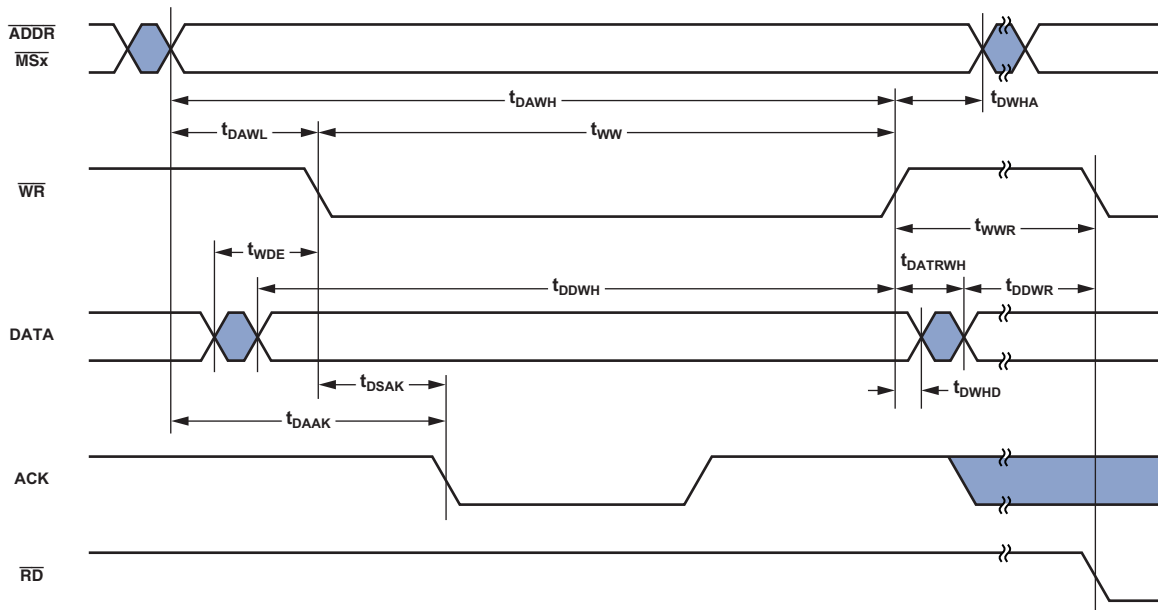 ADDR
MSx
tDAWH
tDWHA
tDAWL
tWW
WR
tWWR
tWDE
tDATRWH
tDDWH
tDDWR
DATA
tDSAK
tDWHD
tDAAK
ACK
RD